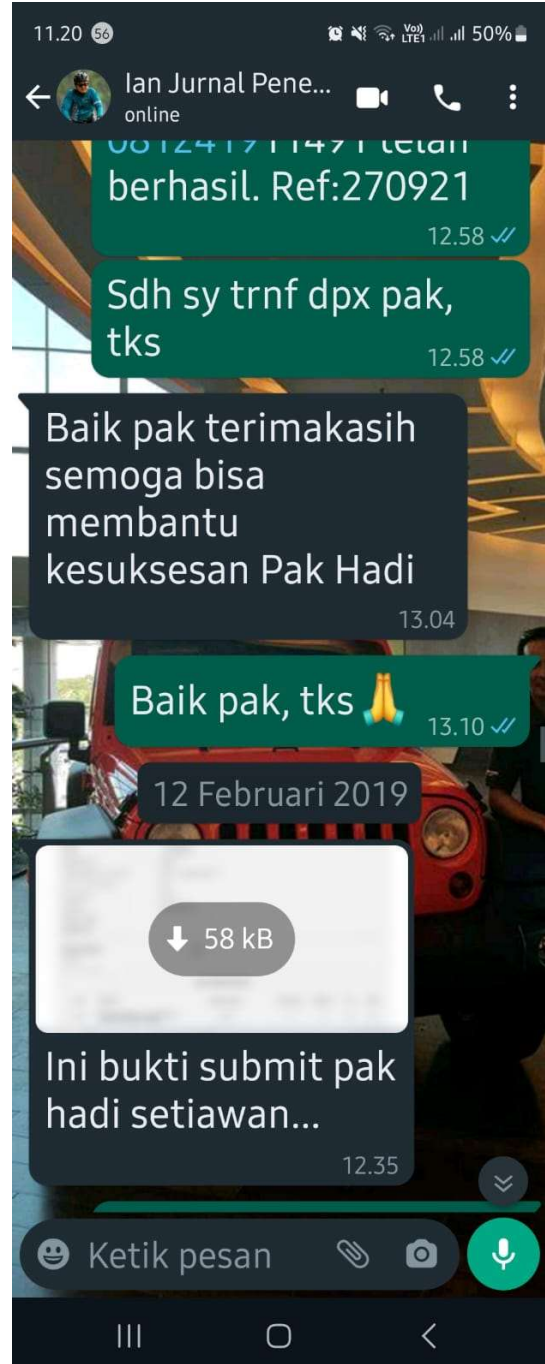 11.20 56 Vo)) LTE1 50%
Ian Jurnal Pene...
online
berhasil. Ref:270921
12.58
Sdh sy trnf dpx pak,
tks
12.58
Baik pak terimakasih
semoga bisa
membantu
kesuksesan Pak Hadi
13.04
Baik pak, tks🙏
13.10
12 Februari 2019
58 kB
Ini bukti submit pak
hadi setiawan...
12.35
Ketik pesan